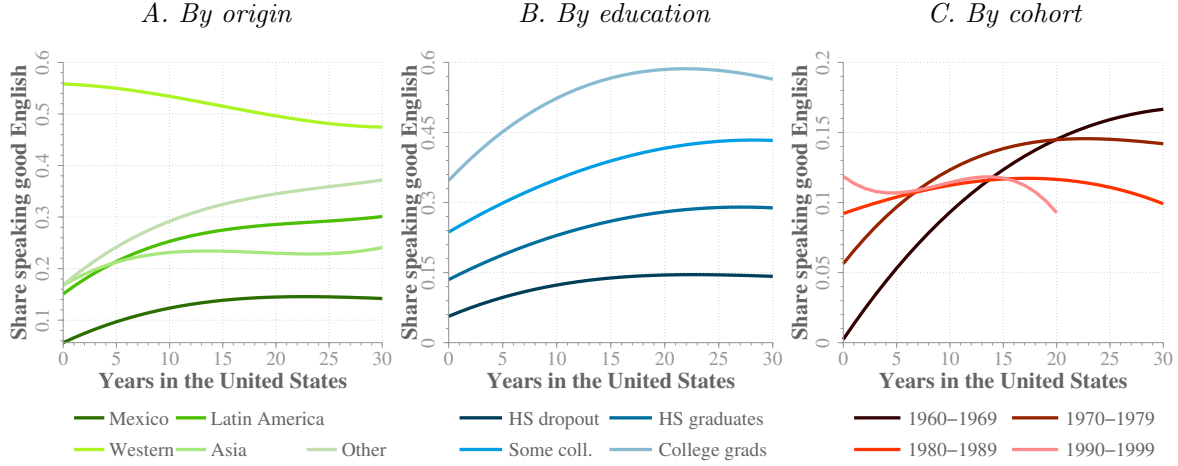 A. By origin
Share speaking good English
0.6
0.5
0.4
0.3
0.2
0.1
0 5 10 15 20 25 30
Years in the United States
Mexico Latin America
Western Asia Other
B. By education
Share speaking good English
0.6
0.45
0.3
0.15
0
0 5 10 15 20 25 30
Years in the United States
HS dropout HS graduates
Some coll. College grads
C. By cohort
Share speaking good English
0.2
0.15
0.1
0.05
0
0 5 10 15 20 25 30
Years in the United States
1960–1969 1970–1979
1980–1989 1990–1999